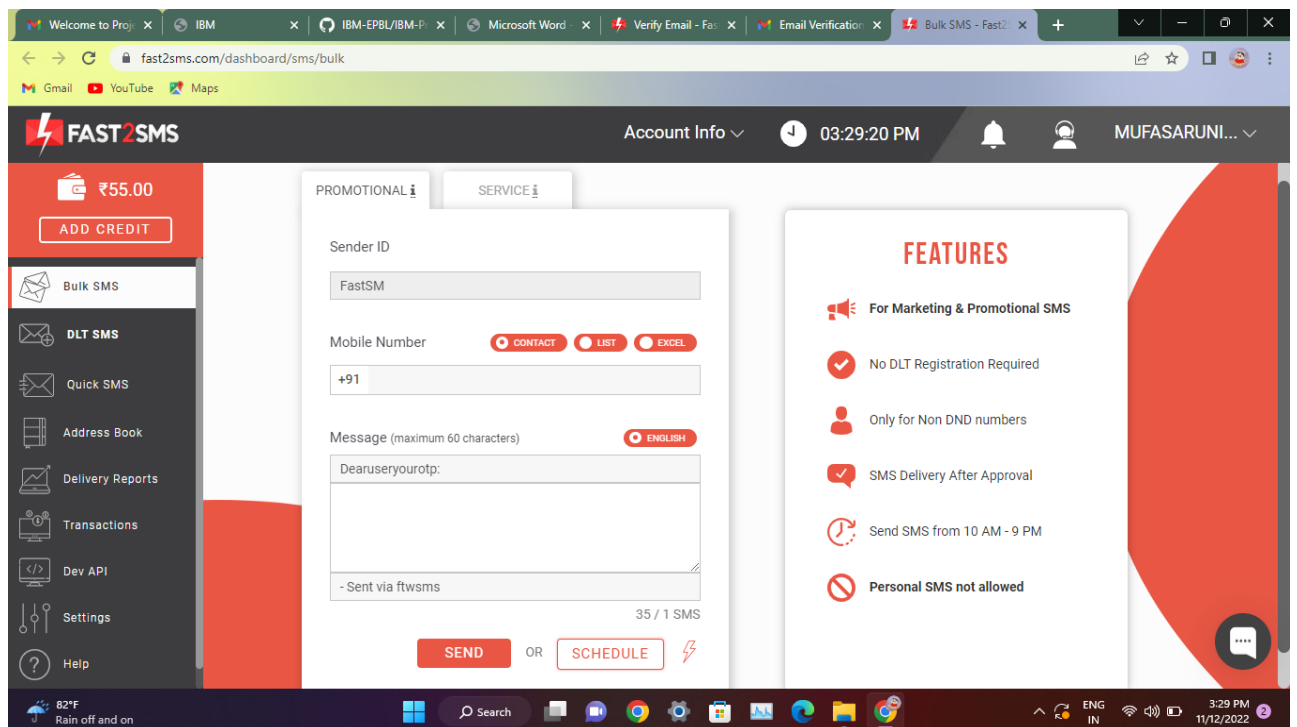 Welcome to Proje
IBM
IBM-EPBL/IBM-Pr
Microsoft Word -
Verify Email - Fas
Email Verification
Bulk SMS - Fast2S
fast2sms.com/dashboard/sms/bulk
Gmail
YouTube
Maps
FAST2SMS
Account Info
03:29:20 PM
MUFASARUNI...
₹55.00
ADD CREDIT
Bulk SMS
DLT SMS
Quick SMS
Address Book
Delivery Reports
Transactions
Dev API
Settings
Help
PROMOTIONAL i
SERVICE i
Sender ID
FastSM
Mobile Number
CONTACT
LIST
EXCEL
+91
Message (maximum 60 characters)
ENGLISH
Dearuseryourotp:
- Sent via ftwsms
35 / 1 SMS
SEND
OR
SCHEDULE
FEATURES
For Marketing & Promotional SMS
No DLT Registration Required
Only for Non DND numbers
SMS Delivery After Approval
Send SMS from 10 AM - 9 PM
Personal SMS not allowed
82°F
Rain off and on
Search
ENG
IN
3:29 PM
11/12/2022
2